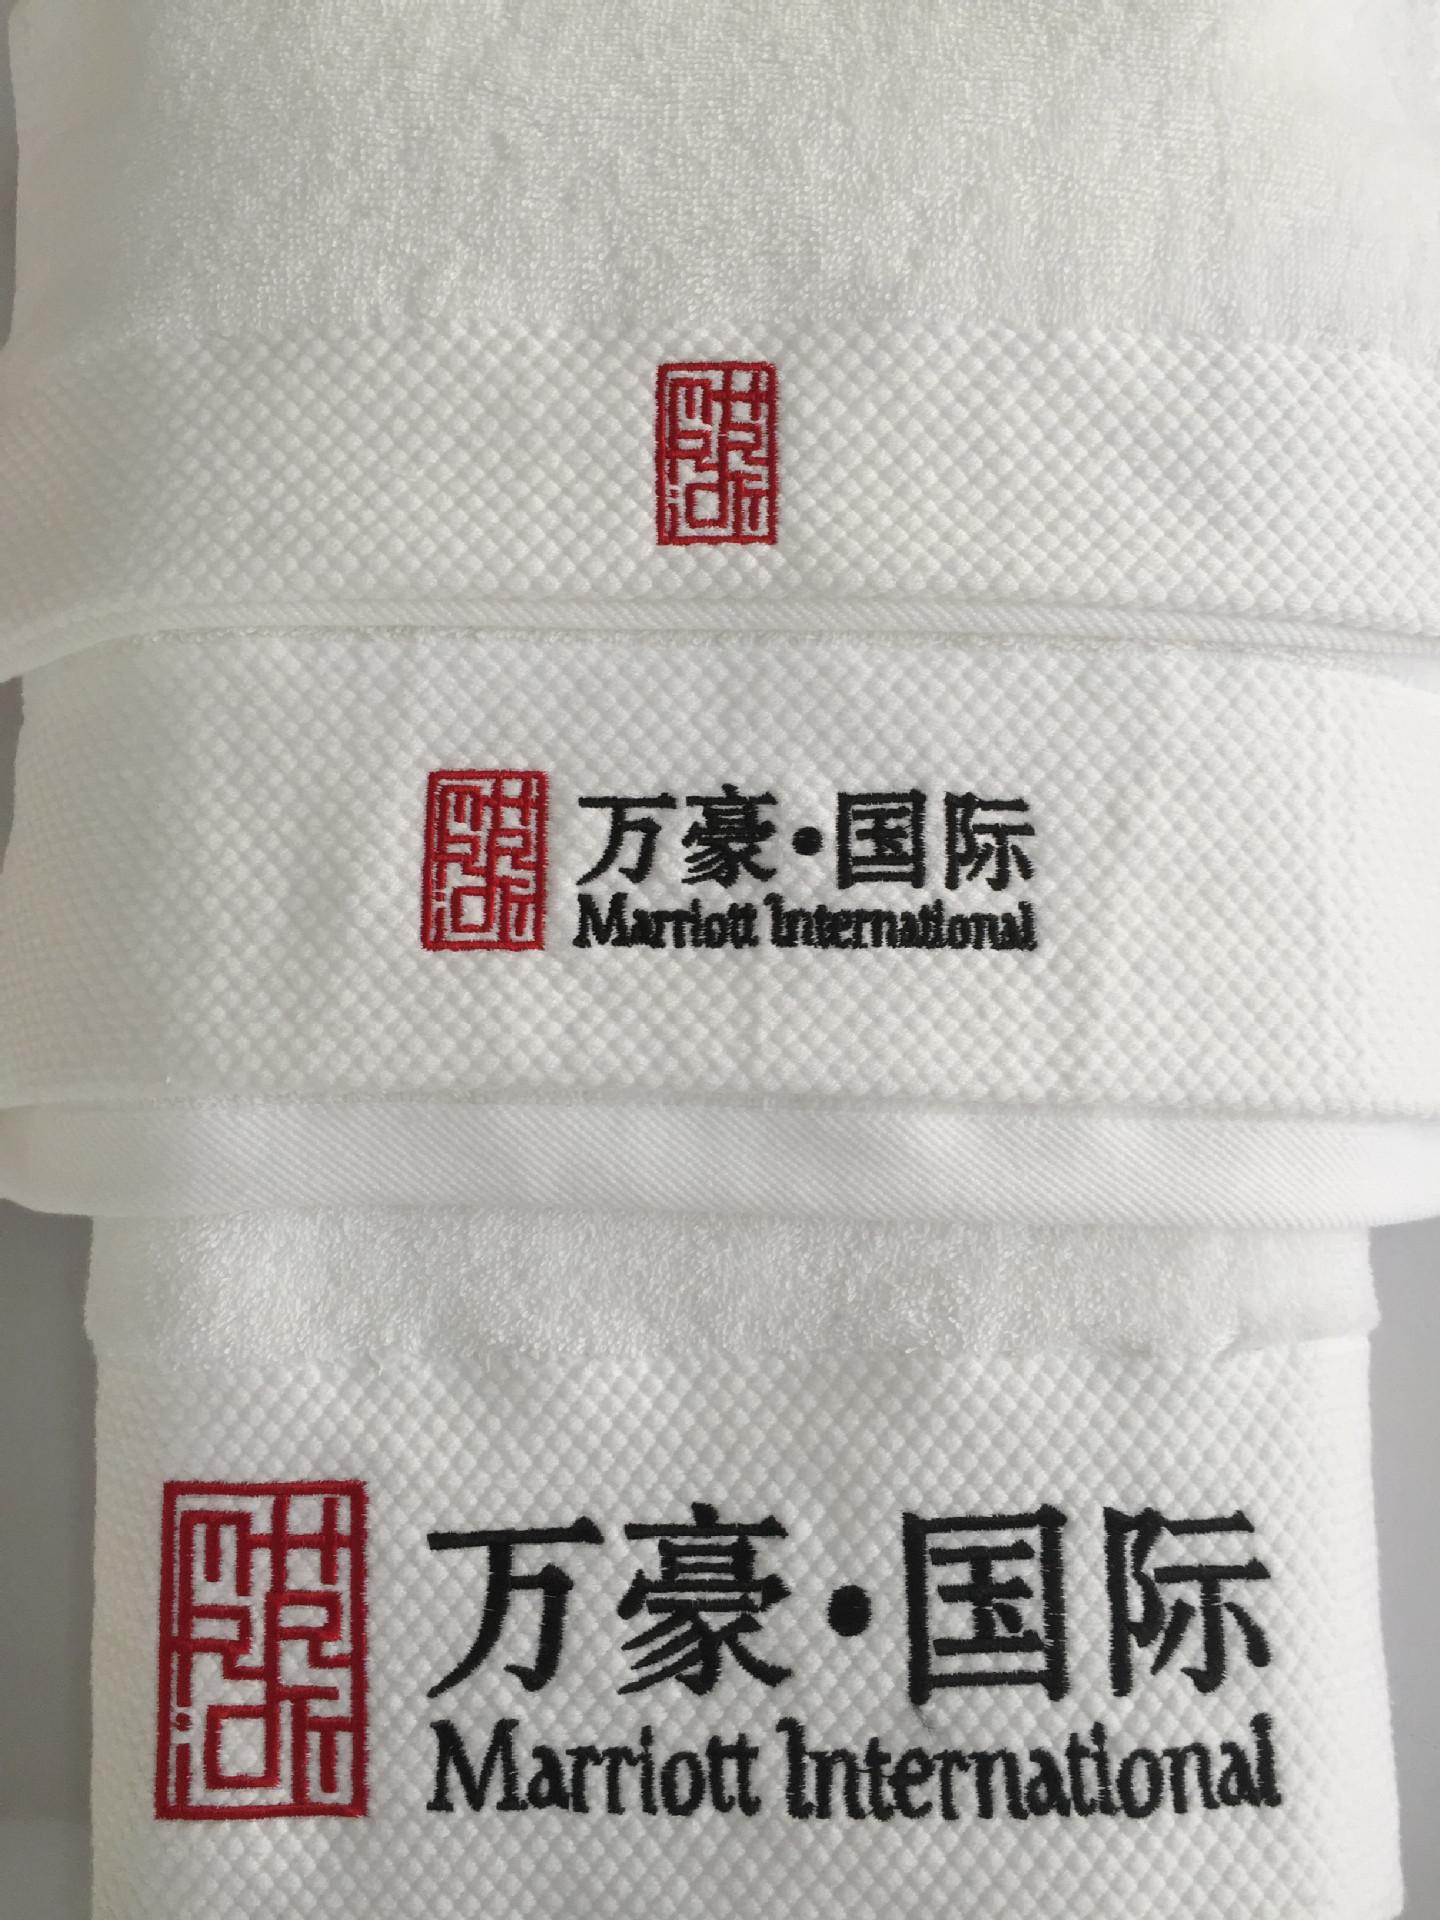 万豪·国际
Marriott International
万豪·国际
Marriott International